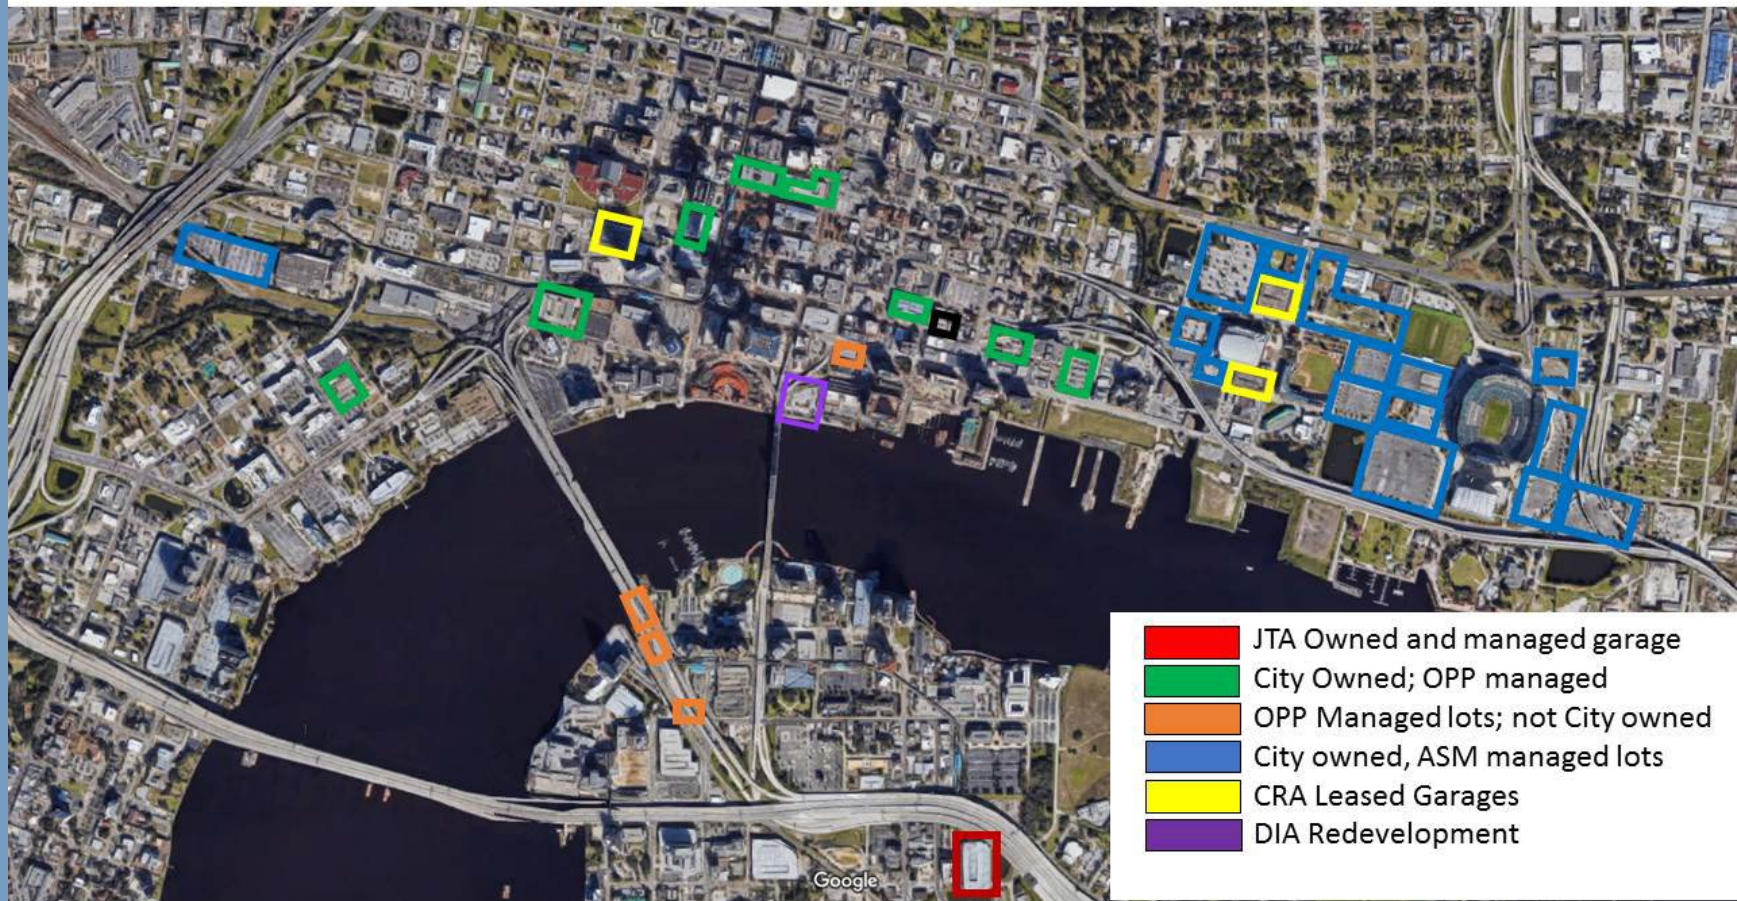 JTA Owned and managed garage
City Owned; OPP managed
OPP Managed lots; not City owned
City owned, ASM managed lots
CRA Leased Garages
DIA Redevelopment
Google